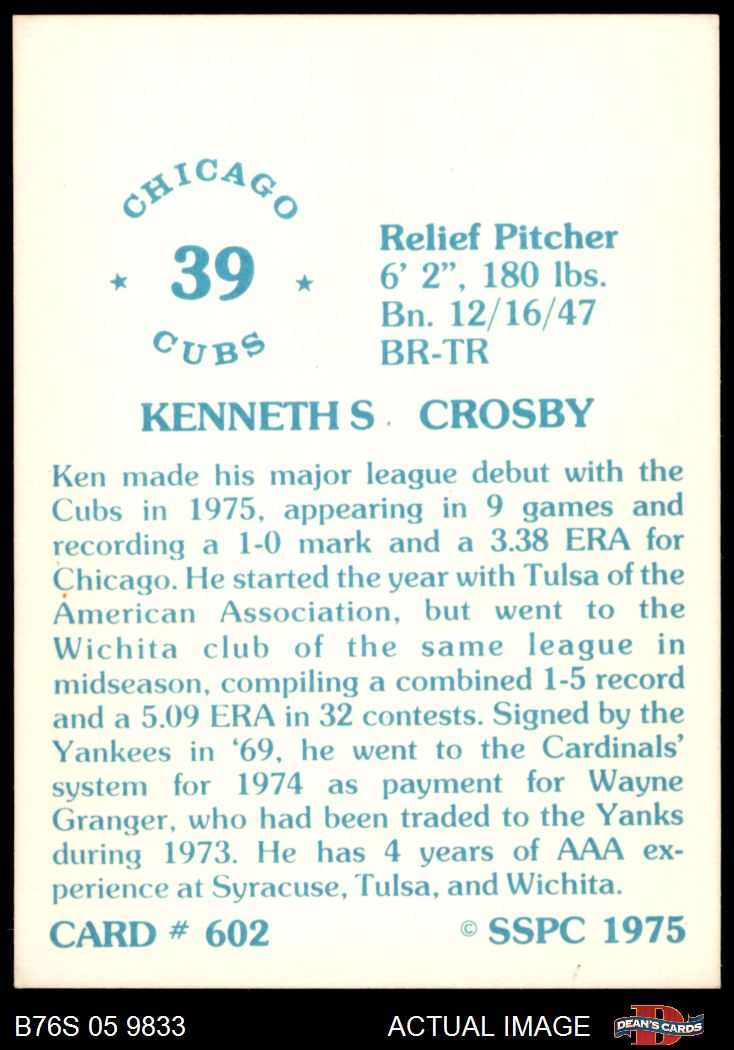 CHICAGO
★ 39 ★
CUBS
Relief Pitcher
6' 2", 180 lbs.
Bn. 12/16/47
BR-TR
KENNETH S. CROSBY
Ken made his major league debut with the
Cubs in 1975, appearing in 9 games and
recording a 1-0 mark and a 3.38 ERA for
Chicago. He started the year with Tulsa of the
American Association, but went to the
Wichita club of the same league in
midseason, compiling a combined 1-5 record
and a 5.09 ERA in 32 contests. Signed by the
Yankees in '69, he went to the Cardinals'
system for 1974 as payment for Wayne
Granger, who had been traded to the Yanks
during 1973. He has 4 years of AAA ex-
perience at Syracuse, Tulsa, and Wichita.
CARD # 602 © SSPC 1975
B76S 05 9833 ACTUAL IMAGE D DEAN'S CARDS